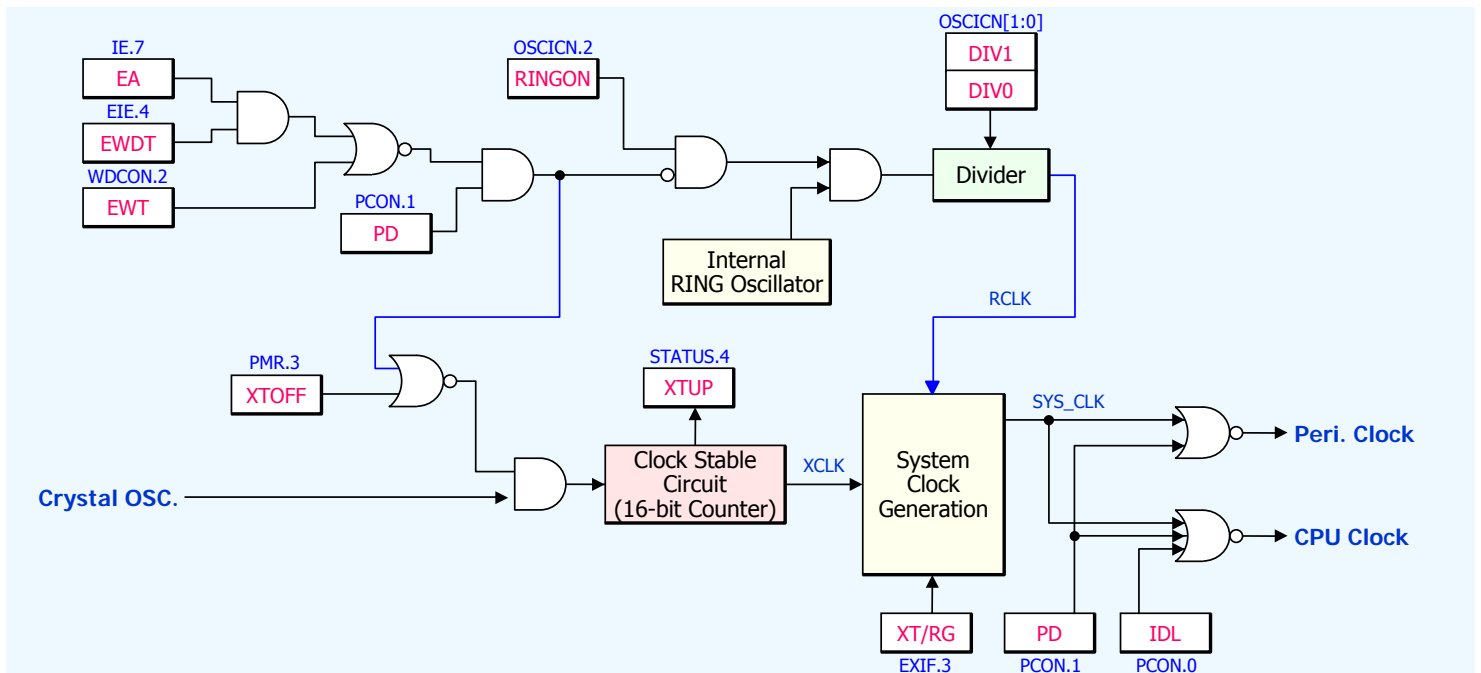 IE.7
EA
EIE.4
EWDT
WDCON.2
EWT
PCON.1
PD
OSCICN.2
RINGON
OSCICN[1:0]
DIV1
DIV0
Divider
Internal
RING Oscillator
RCLK
PMR.3
XTOFF
STATUS.4
XTUP
Crystal OSC.
Clock Stable
Circuit
(16-bit Counter)
XCLK
System
Clock
Generation
SYS_CLK
Peri. Clock
CPU Clock
XT/RG
EXIF.3
PD
PCON.1
IDL
PCON.0